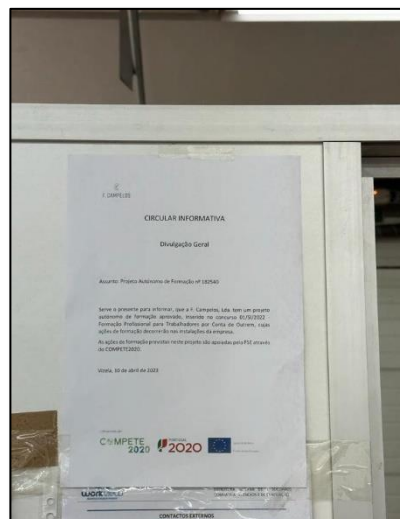 F. CAMPELOS
CIRCULAR INFORMATIVA
Divulgação Geral
Assunto: Projeto Autónomo de Formação nº 182540
Serve a presente para informar, que a F. Campelos, Lda. tem um projeto
autónomo de formação aprovado, inserido no concurso 01/SI/2022 -
Formação Profissional para Trabalhadores por Conta de Outrem, cujas
ações de formação decorrerão nas instalações da empresa.
As ações de formação previstas neste projeto são apoiadas pelo FSE através
do COMPETE2020.
Vizela, 10 de abril de 2023
COMPETE
2020
PORTUGAL
2020
work
CONTACTOS EXTERNOS